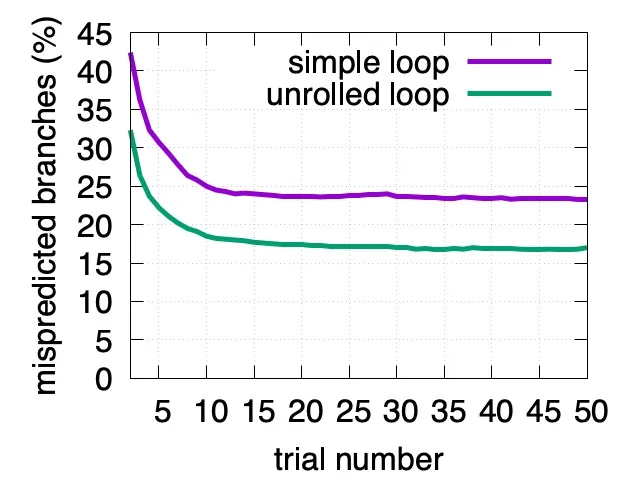 mispredicted branches (%)
45
40
35
30
25
20
15
10
5
0
simple loop
unrolled loop
5 10 15 20 25 30 35 40 45 50
trial number